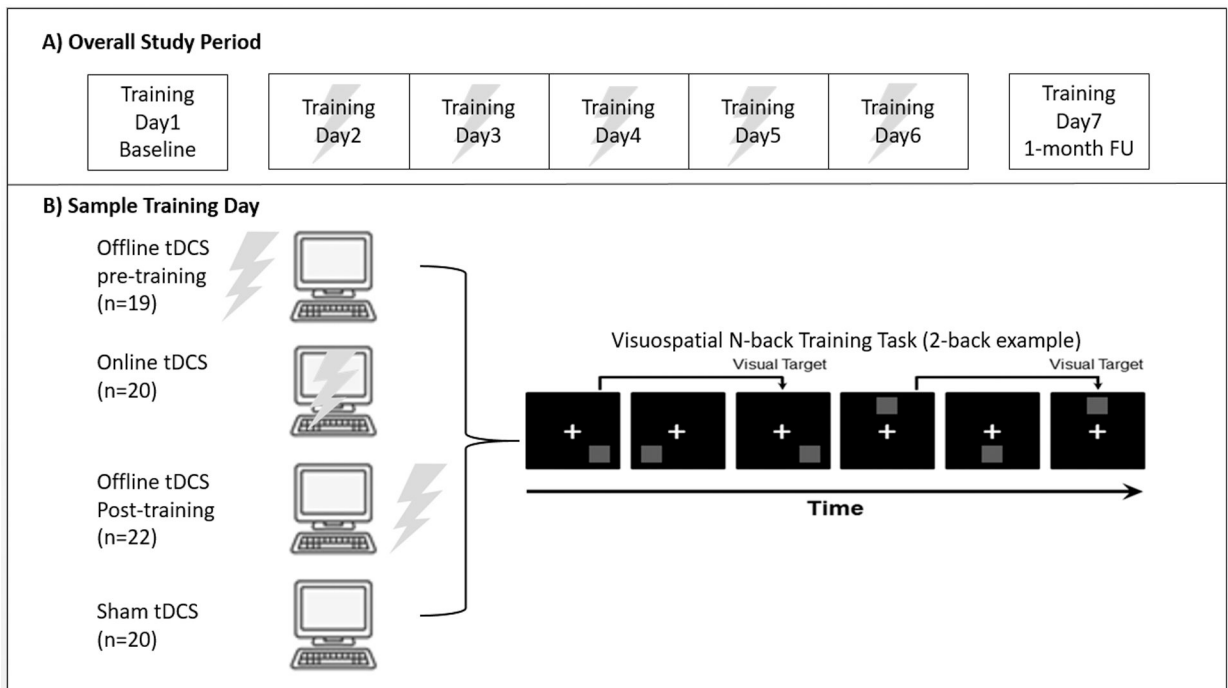 A) Overall Study Period
Training
Day1
Baseline
Training
Day2
Training
Day3
Training
Day4
Training
Day5
Training
Day6
Training
Day7
1-month FU
B) Sample Training Day
Offline tDCS
pre-training
(n=19)
Online tDCS
(n=20)
Offline tDCS
Post-training
(n=22)
Sham tDCS
(n=20)
Visuospatial N-back Training Task (2-back example)
Visual Target
Visual Target
Time